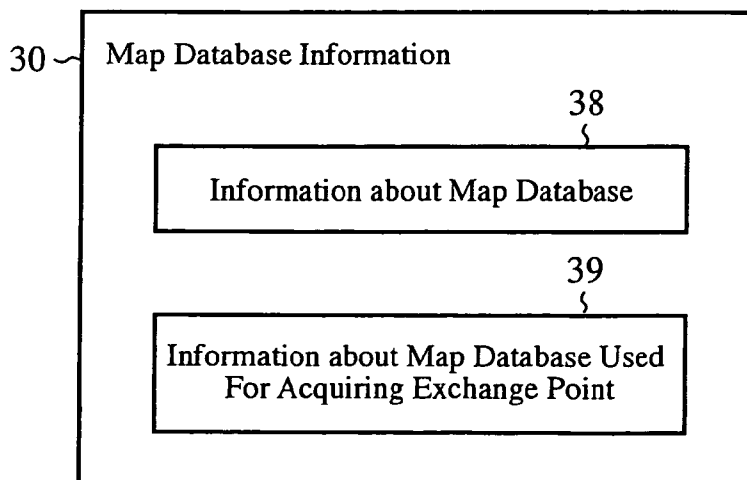 30
Map Database Information
38
Information about Map Database
39
Information about Map Database Used
For Acquiring Exchange Point